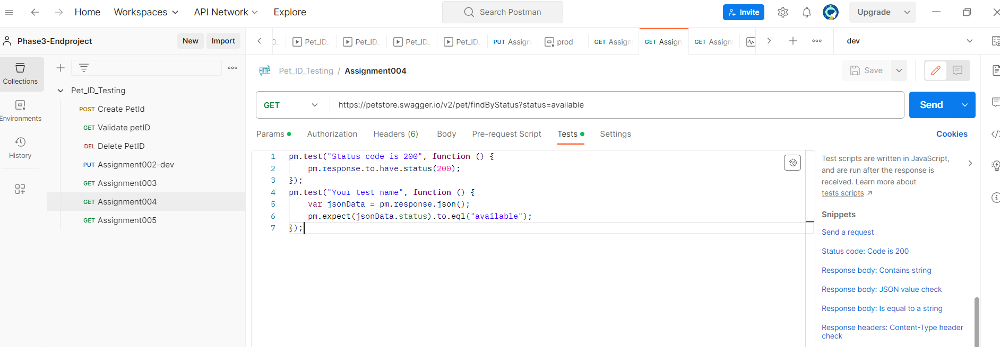 Home Workspaces API Network Explore Search Postman Invite Upgrade
Phase3-Endproject New Import Pet_ID_ Pet_ID_ Pet_ID_ Pet_ID_ PUT Assign prod GET Assign GET Assign GET Assign dev
Collections
Environments
History
Pet_ID_Testing
POST Create PetId
GET Validate petID
DEL Delete PetID
PUT Assignment002-dev
GET Assignment003
GET Assignment004
GET Assignment005
HTTP Pet_ID_Testing / Assignment004 Save
GET https://petstore.swagger.io/v2/pet/findByStatus?status=available Send
Params Authorization Headers (6) Body Pre-request Script Tests Settings Cookies
1 pm.test("Status code is 200", function () {
2 pm.response.to.have.status(200);
3 });
4 pm.test("Your test name", function () {
5 var jsonData = pm.response.json();
6 pm.expect(jsonData.status).to.eql("available");
7 });
Test scripts are written in JavaScript,
and are run after the response is
received. Learn more about
tests scripts ↗
Snippets
Send a request
Status code: Code is 200
Response body: Contains string
Response body: JSON value check
Response body: Is equal to a string
Response headers: Content-Type header
check